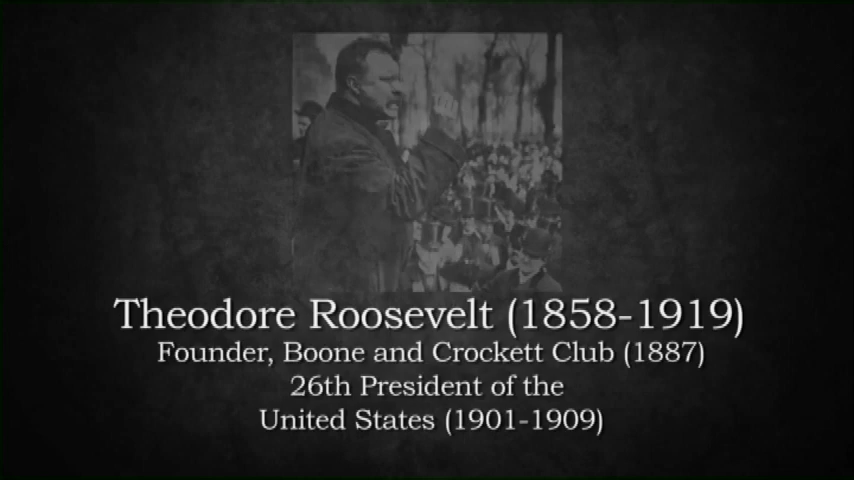 Theodore Roosevelt (1858-1919)
Founder, Boone and Crockett Club (1887)
26th President of the
United States (1901-1909)